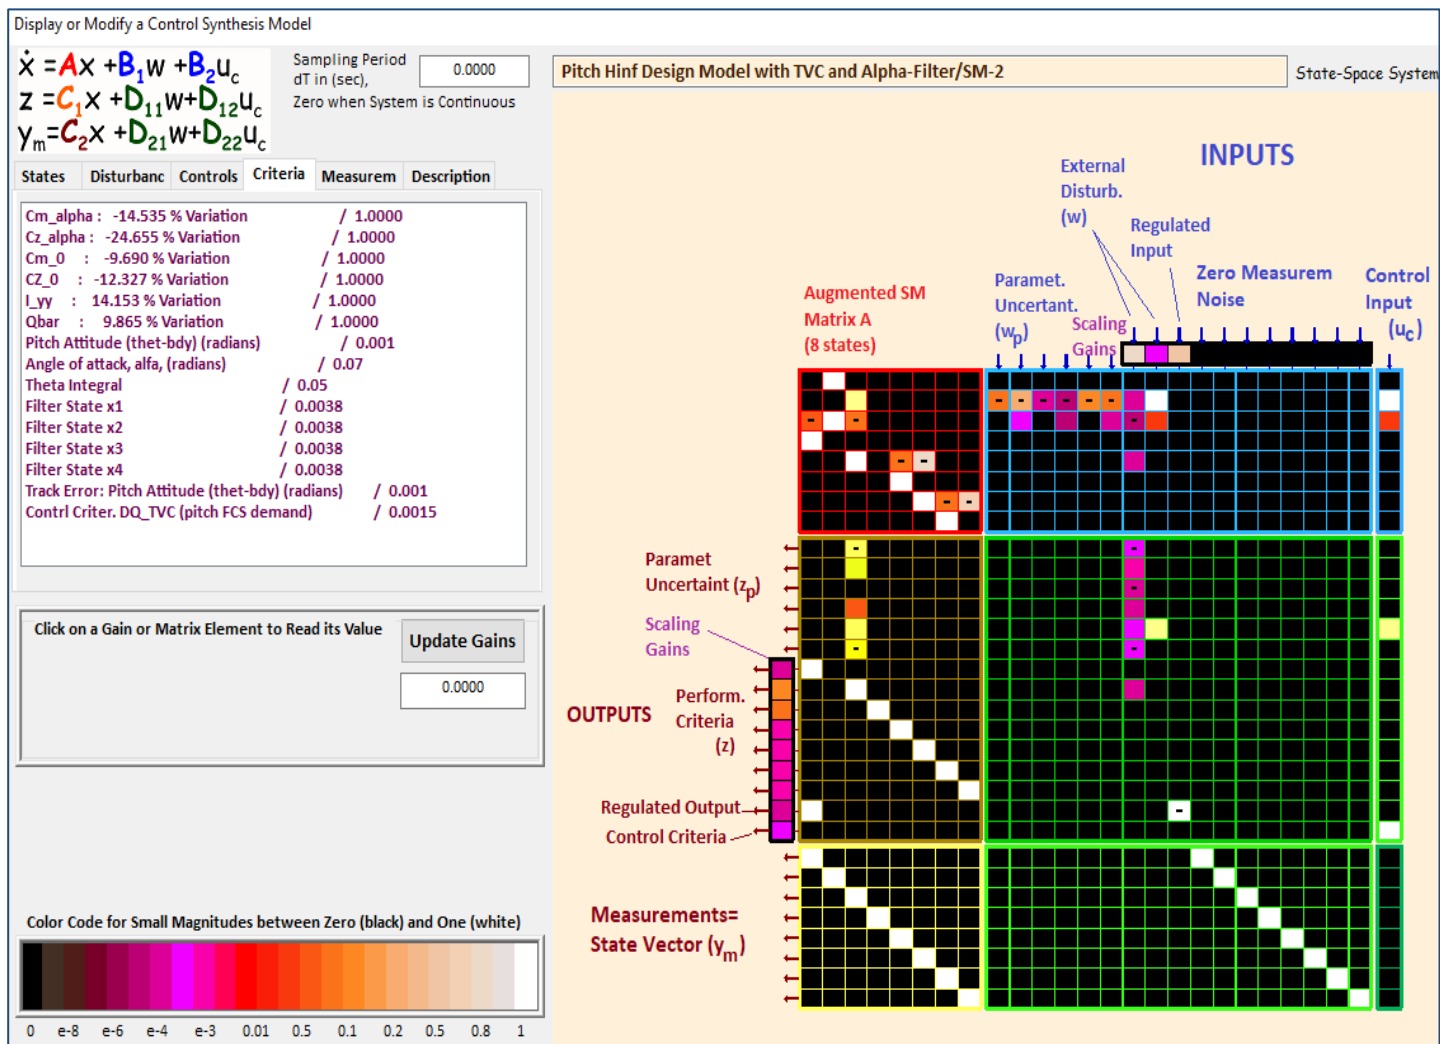 Display or Modify a Control Synthesis Model
ẋ =Ax +B1w +B2uc
z =C1x +D11w+D12uc
ym=C2x +D21w+D22uc
Sampling Period
dT in (sec),
0.0000
Zero when System is Continuous
Pitch Hinf Design Model with TVC and Alpha-Filter/SM-2
State-Space System
States Disturbanc Controls Criteria Measurem Description
Cm_alpha : -14.535 % Variation / 1.0000
Cz_alpha : -24.655 % Variation / 1.0000
Cm_0 : -9.690 % Variation / 1.0000
CZ_0 : -12.327 % Variation / 1.0000
I_yy : 14.153 % Variation / 1.0000
Qbar : 9.865 % Variation / 1.0000
Pitch Attitude (thet-bdy) (radians) / 0.001
Angle of attack, alfa, (radians) / 0.07
Theta Integral / 0.05
Filter State x1 / 0.0038
Filter State x2 / 0.0038
Filter State x3 / 0.0038
Filter State x4 / 0.0038
Track Error: Pitch Attitude (thet-bdy) (radians) / 0.001
Contrl Criter. DQ_TVC (pitch FCS demand) / 0.0015
Click on a Gain or Matrix Element to Read its Value
Update Gains
0.0000
Color Code for Small Magnitudes between Zero (black) and One (white)
0 e-8 e-6 e-4 e-3 0.01 0.5 0.1 0.2 0.5 0.8 1
INPUTS
External
Disturb.
(w)
Regulated
Input
Zero Measurem
Noise
Control
Input
(uc)
Paramet.
Uncertant.
(wp)
Scaling
Gains
Augmented SM
Matrix A
(8 states)
Paramet
Uncertaint (zp)
Scaling
Gains
OUTPUTS
Perform.
Criteria
(z)
Regulated Output
Control Criteria
Measurements=
State Vector (ym)